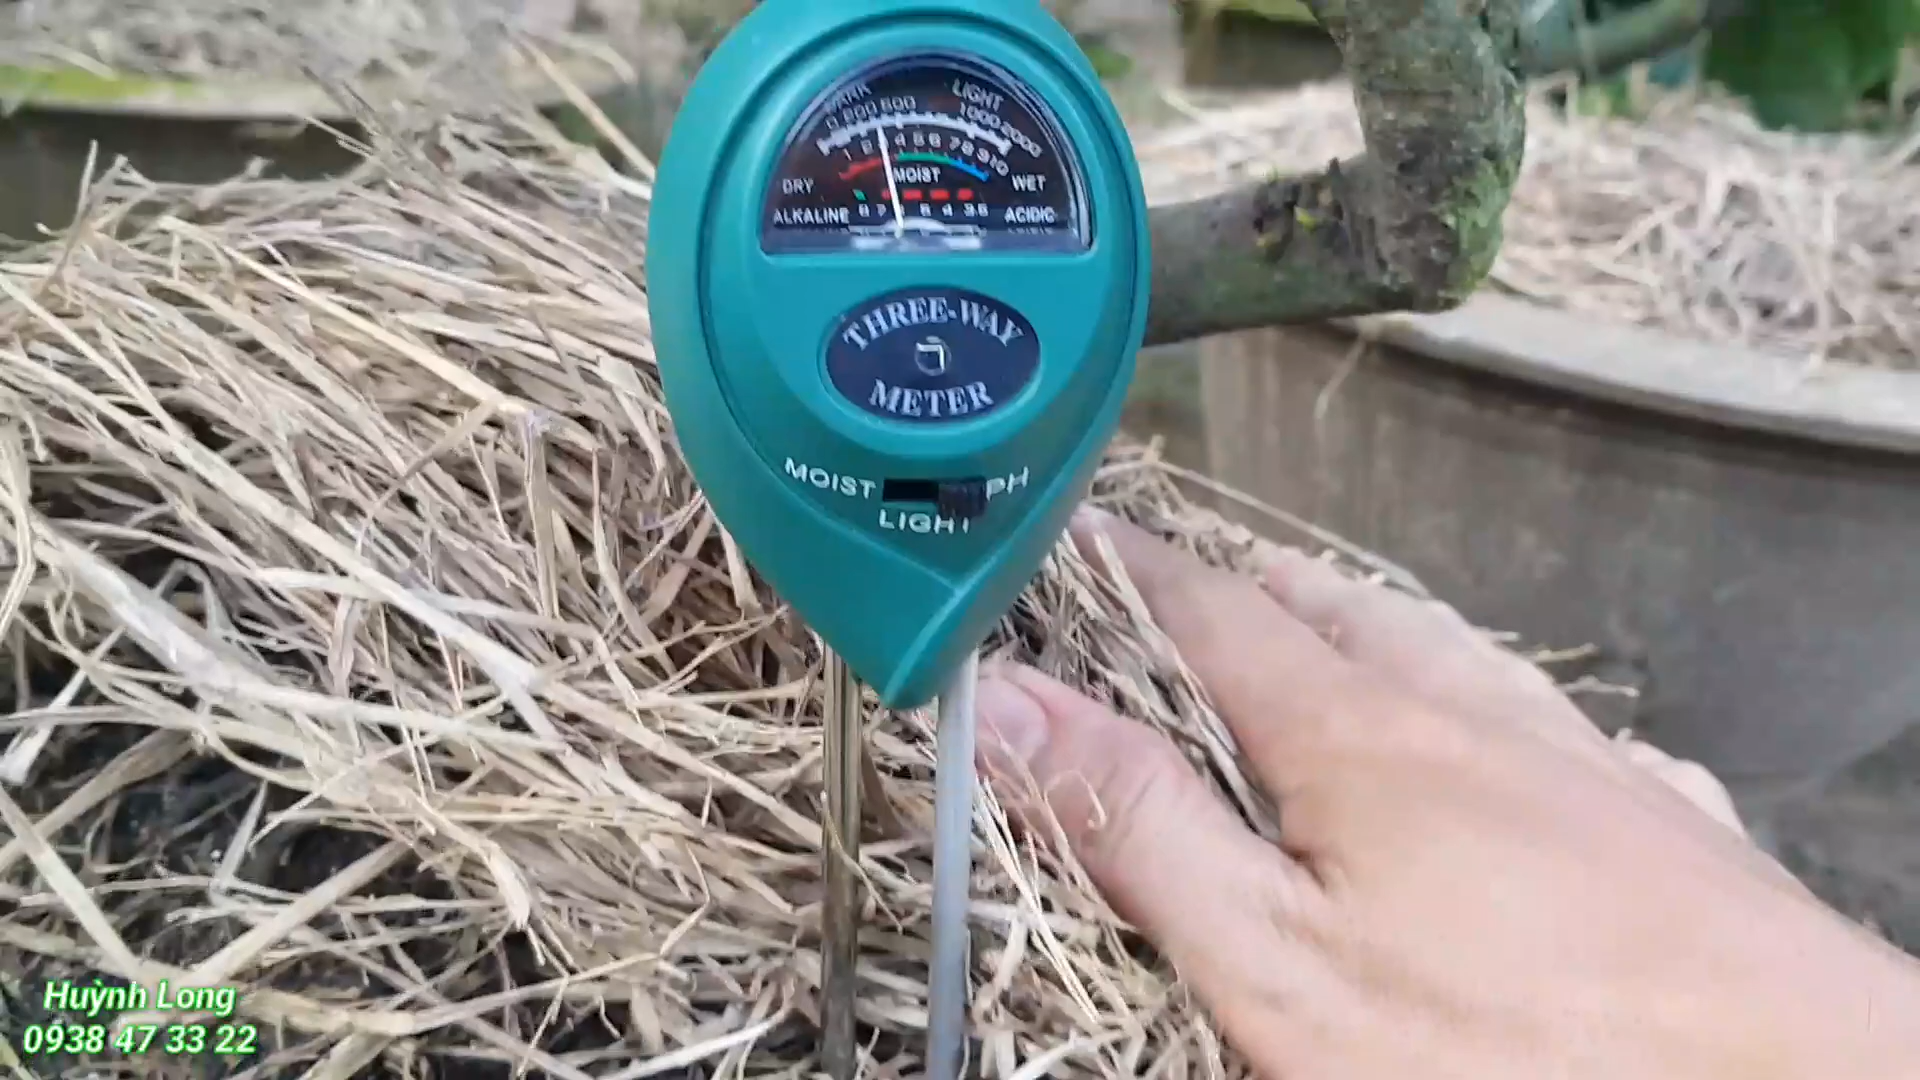 LIGHT
1000 2000
DRY
MOIST
WET
ALKALINE
ACIDIC
THREE-WAY
METER
MOIST
PH
LIGHT
Huỳnh Long
0938 47 33 22